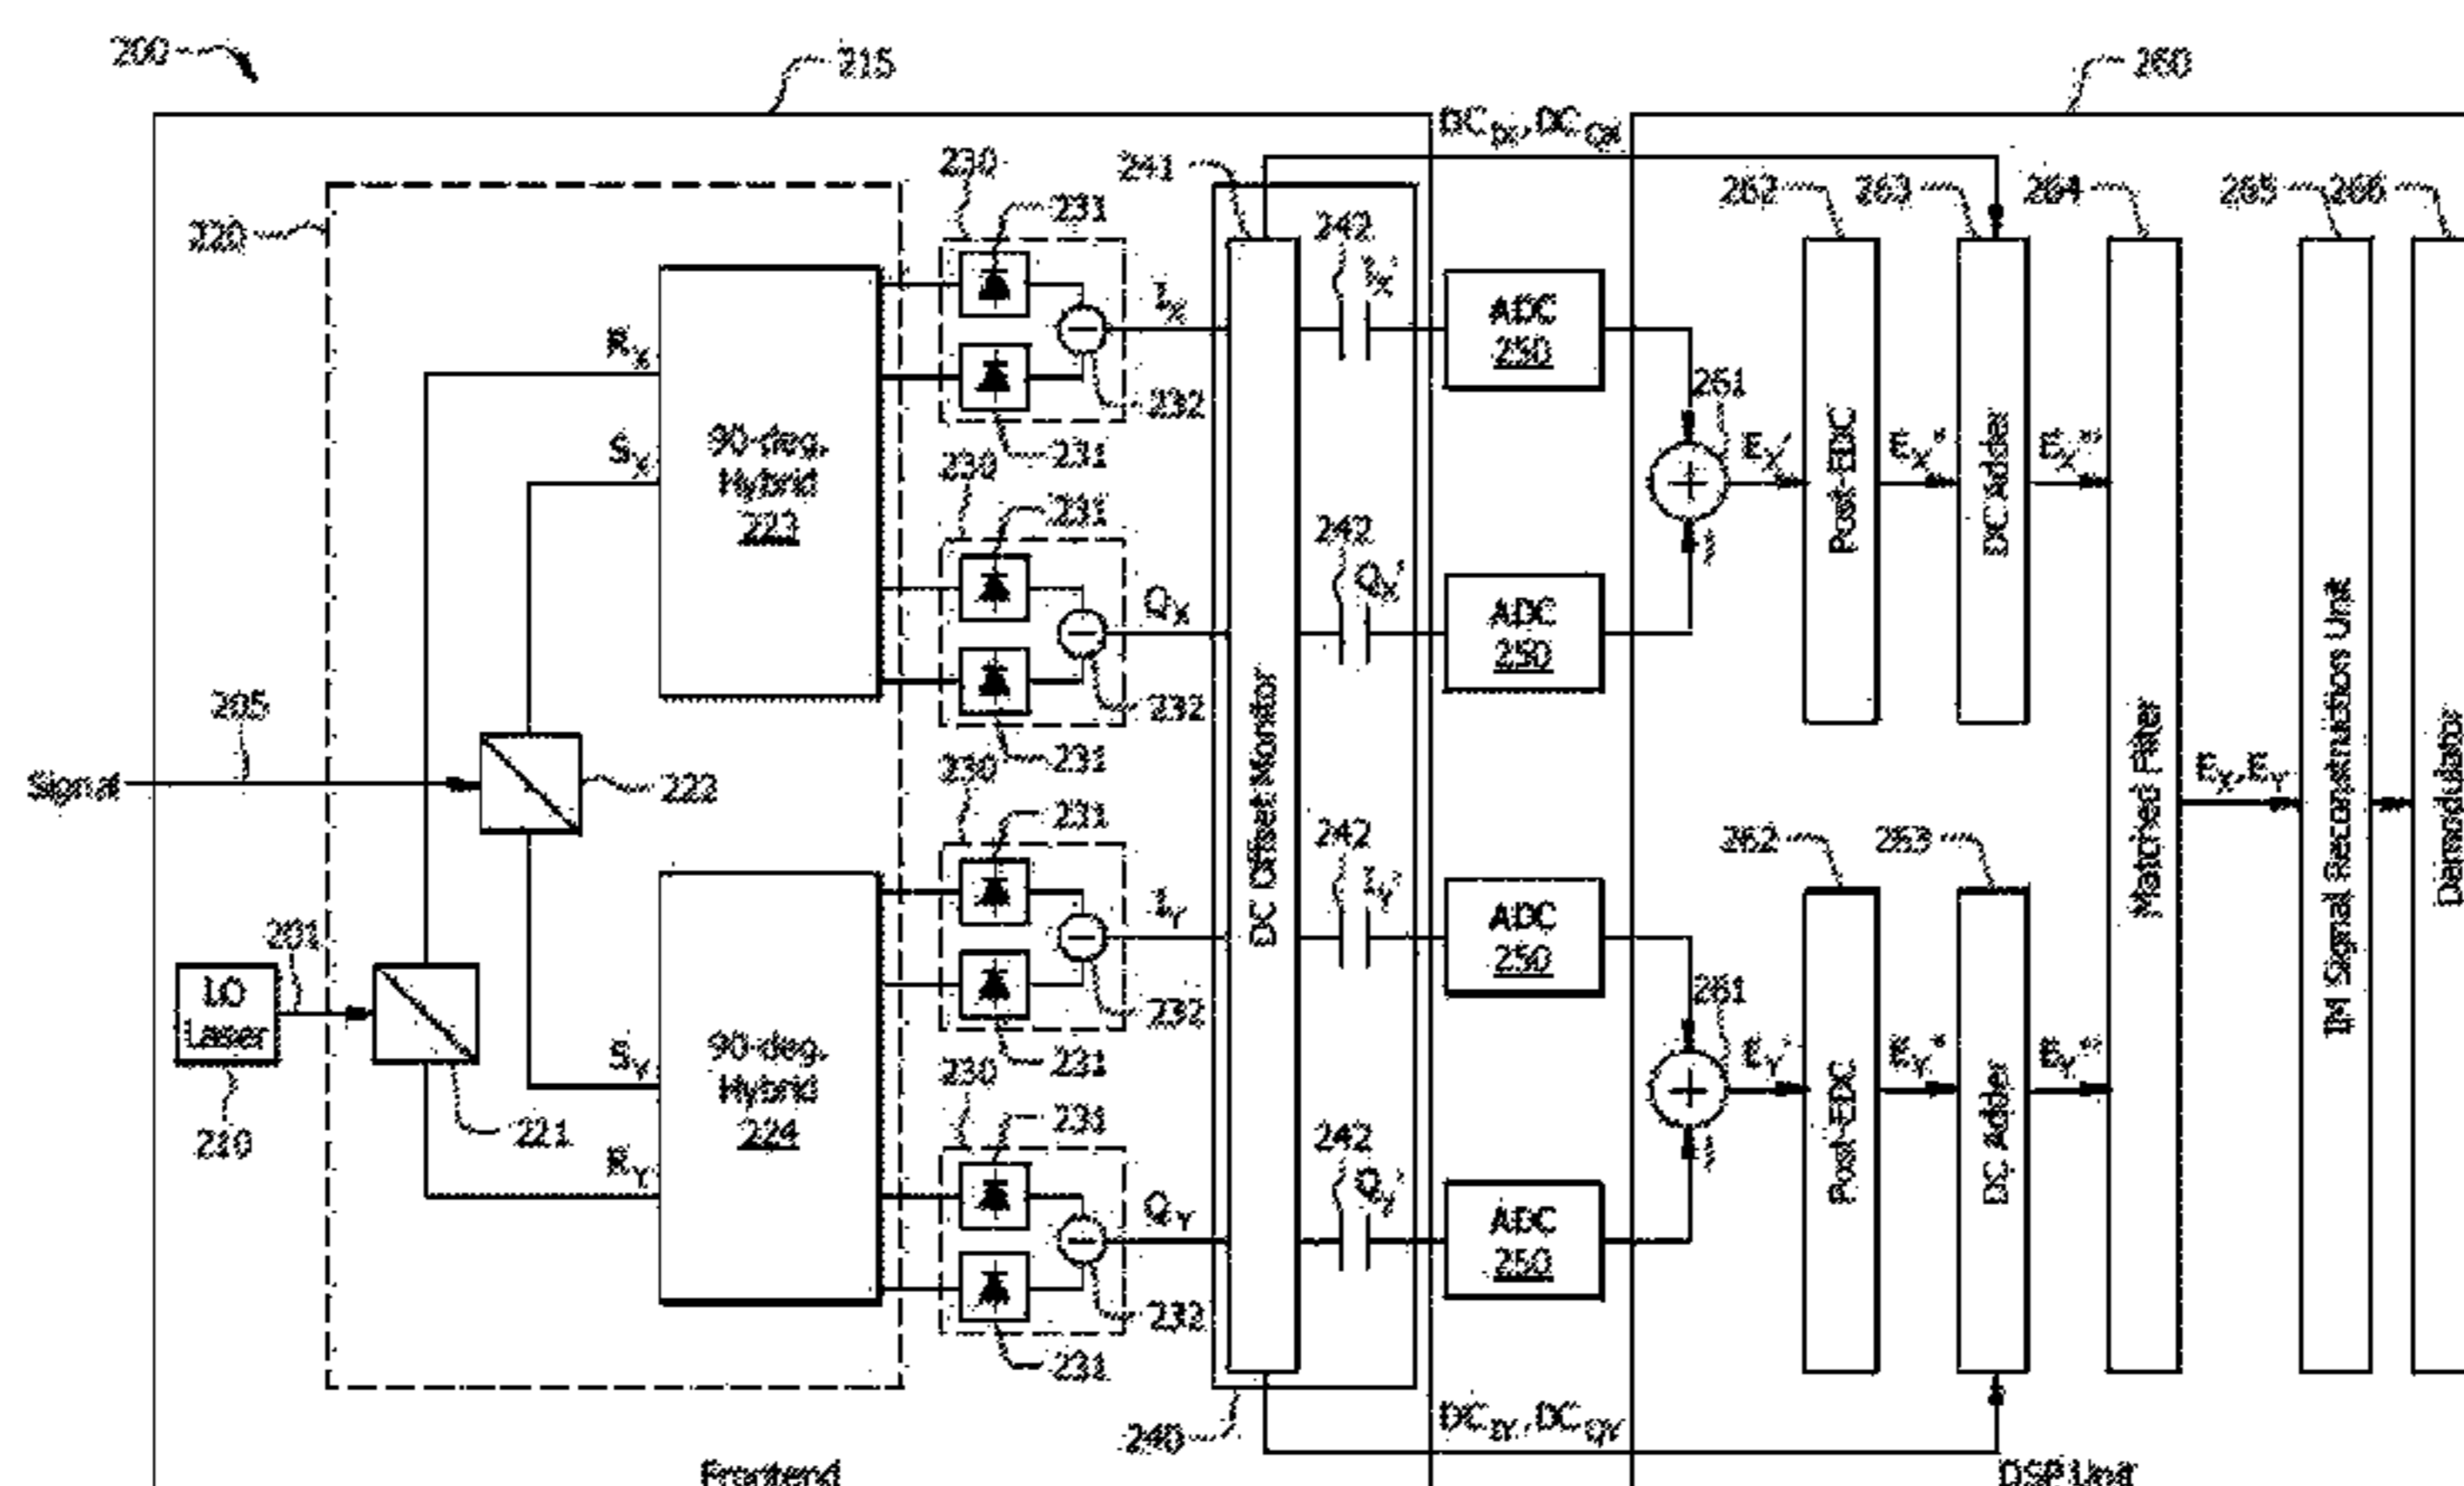 200
215
260
DC_IX, DC_QX
230
241
231
262
263
264
265
266
220
242
I_X
I_X'
ADC
250
R_X
232
261
S_X
90-deg.
Hybrid
223
231
230
E_X'
Post-EDC
E_X"
DC Adder
E_X'''
231
242
Q_X
Q_X'
ADC
250
j
205
232
Signal
222
230
231
DC Offset Monitor
Matched Filter
E_X, E_Y
IM Signal Reconstruction Unit
Demodulator
231
242
262
263
I_Y
I_Y'
ADC
250
201
LO
Laser
210
221
232
261
S_Y
90-deg.
Hybrid
224
231
230
E_Y'
Post-EDC
E_Y"
DC Adder
E_Y'''
231
242
R_Y
Q_Y
Q_Y'
ADC
250
j
232
231
240
DC_IY, DC_QY
Frontend
DSP Unit